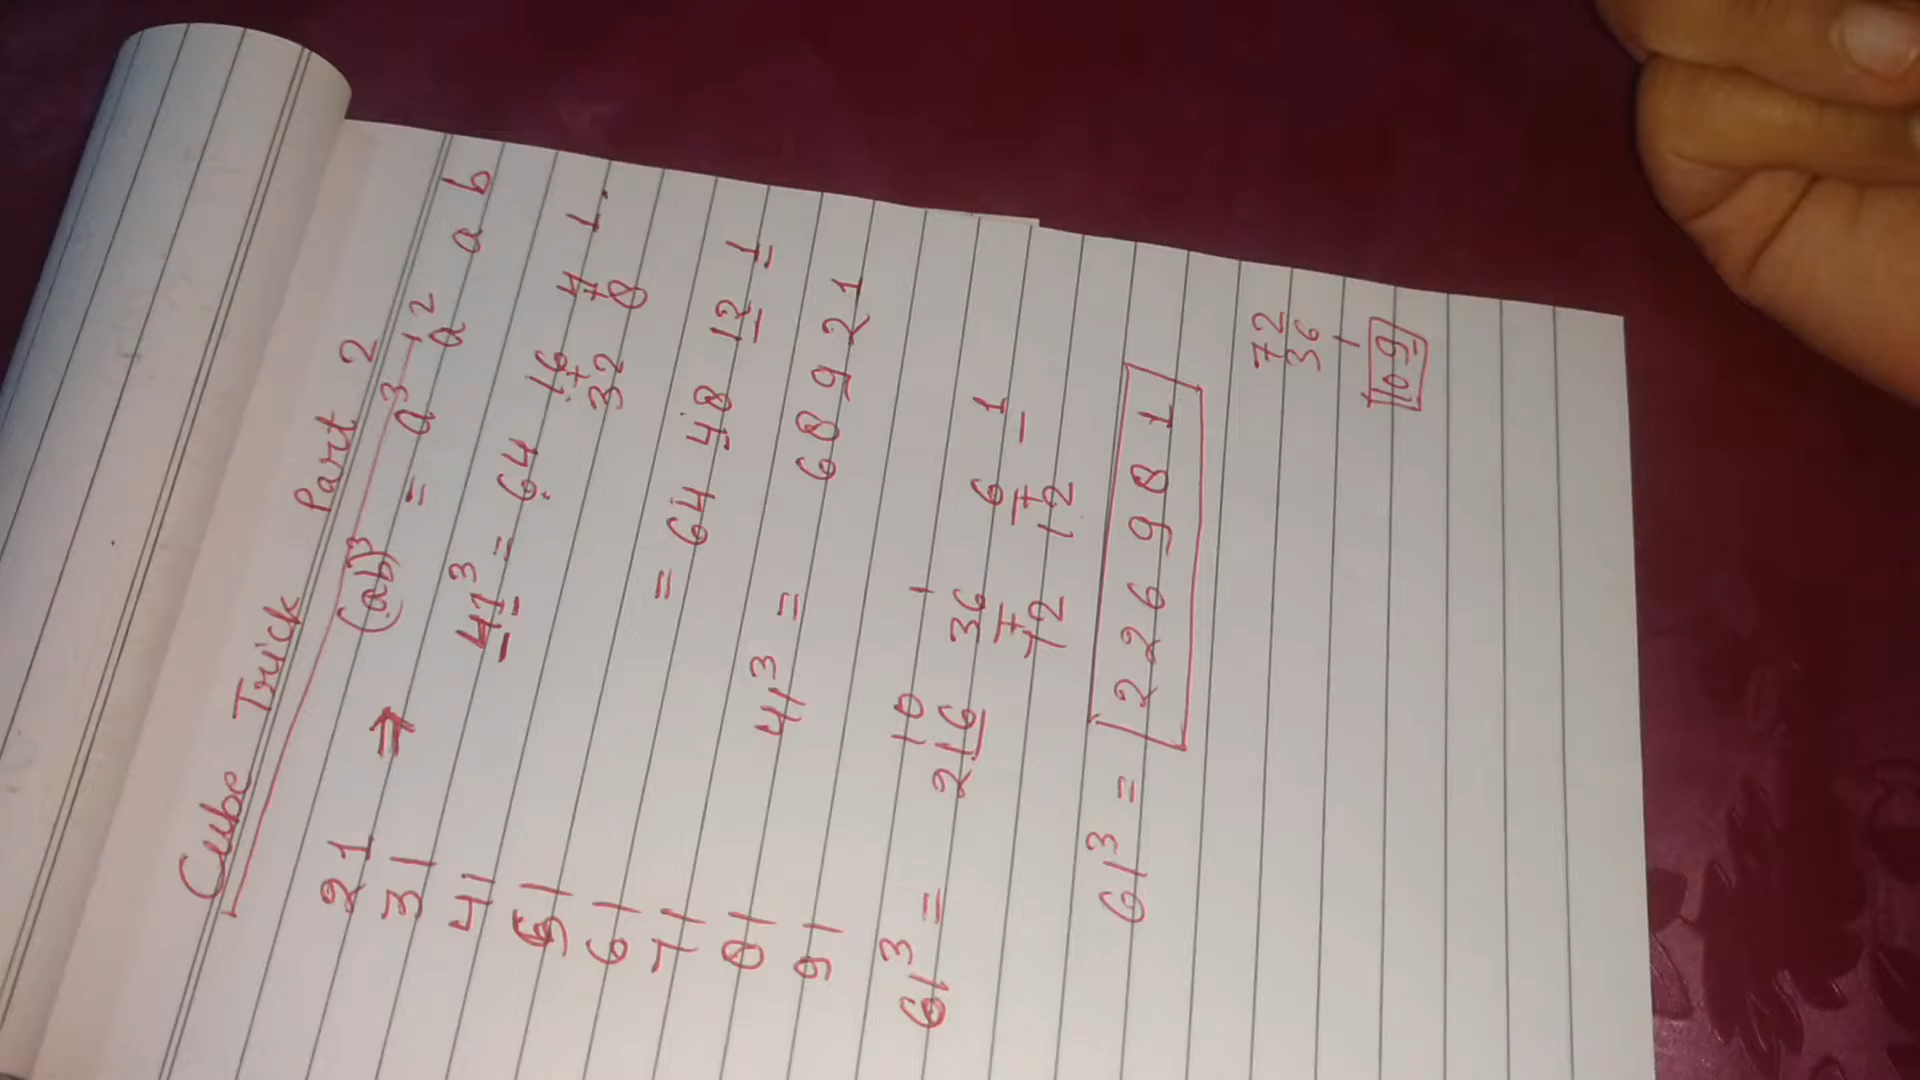 Cube Trick Part 2
21 ⇒ (ab)³ = a³ a² a b
31
41 41³ = 64 16 4 1.
+ +
32 8
51
61 = 64 48 12 1
71
81 41³ = 68921
91
10 1
61³ = 216 36 6 1
+ +
72 12
61³ = 226981
72
36
1
109